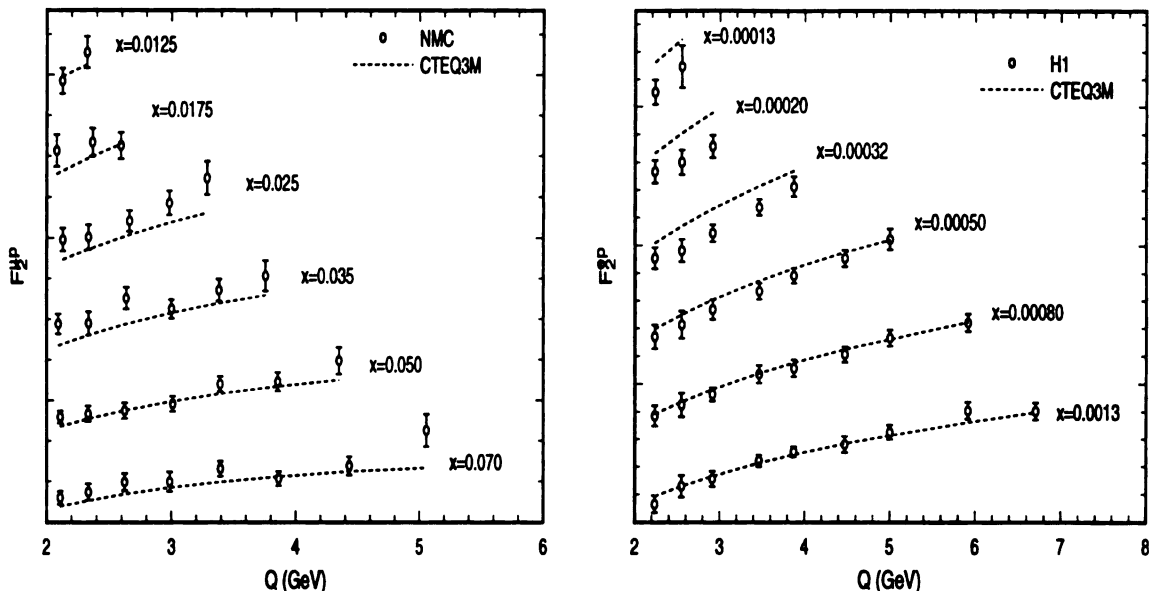 NMC
CTEQ3M
x=0.0125
x=0.0175
x=0.025
x=0.035
x=0.050
x=0.070
2 3 4 5 6
Q (GeV)
H1
CTEQ3M
x=0.00013
x=0.00020
x=0.00032
x=0.00050
x=0.00080
x=0.0013
2 3 4 5 6 7 8
Q (GeV)